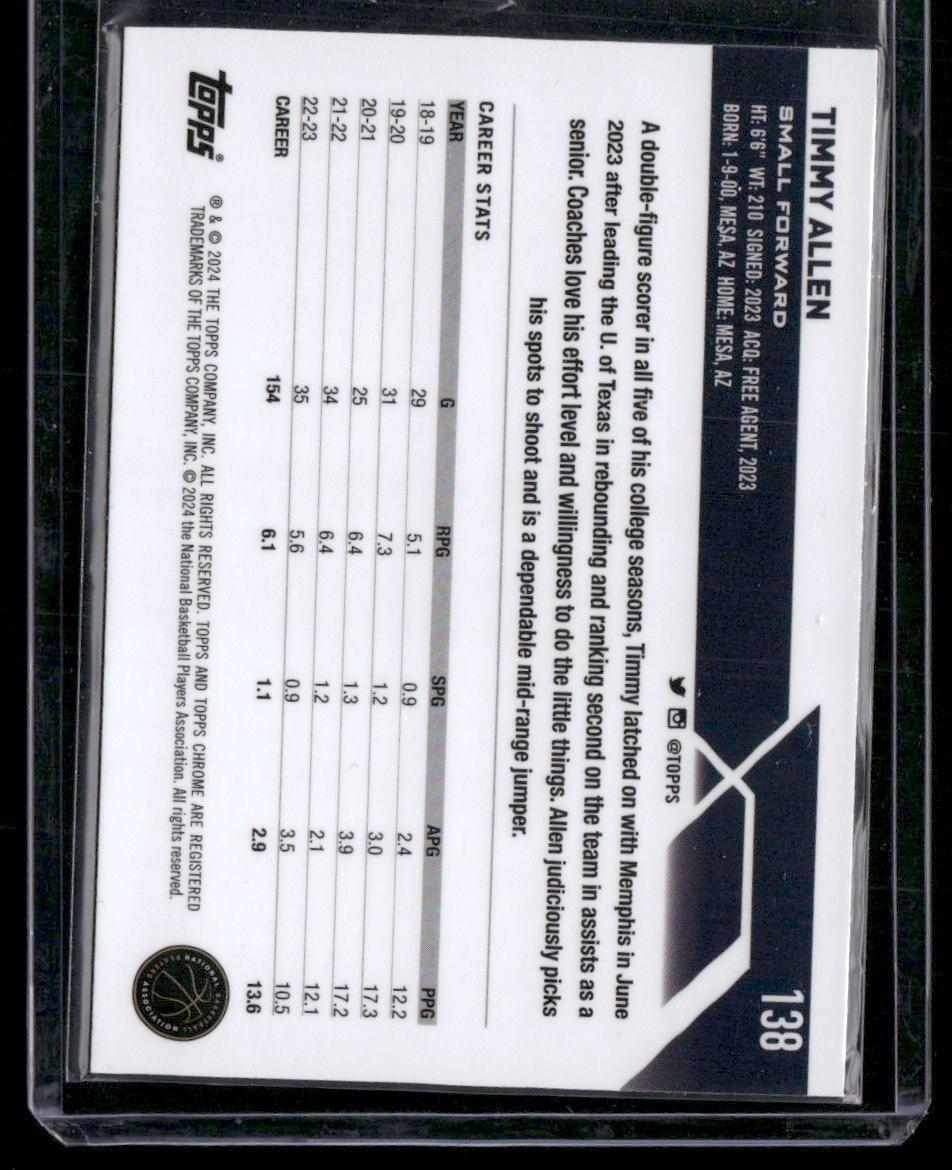 TIMMY ALLEN
138
SMALL FORWARD
HT: 6'6" WT: 210 SIGNED: 2023 ACQ: FREE AGENT, 2023
BORN: 1-9-00, MESA, AZ HOME: MESA, AZ
@TOPPS
A double-figure scorer in all five of his college seasons, Timmy latched on with Memphis in June
2023 after leading the U. of Texas in rebounding and ranking second on the team in assists as a
senior. Coaches love his effort level and willingness to do the little things. Allen judiciously picks
his spots to shoot and is a dependable mid-range jumper.
CAREER STATS
YEAR G RPG SPG APG PPG
18-19 29 5.1 0.9 2.4 12.2
19-20 31 7.3 1.2 3.0 17.3
20-21 25 6.4 1.3 3.9 17.2
21-22 34 6.4 1.2 2.1 12.1
22-23 35 5.6 0.9 3.5 10.5
CAREER 154 6.1 1.1 2.9 13.6
topps®
® & © 2024 THE TOPPS COMPANY, INC. ALL RIGHTS RESERVED. TOPPS AND TOPPS CHROME ARE REGISTERED
TRADEMARKS OF THE TOPPS COMPANY, INC. © 2024 the National Basketball Players Association. All rights reserved.
NATIONAL BASKETBALL PLAYERS ASSOCIATION